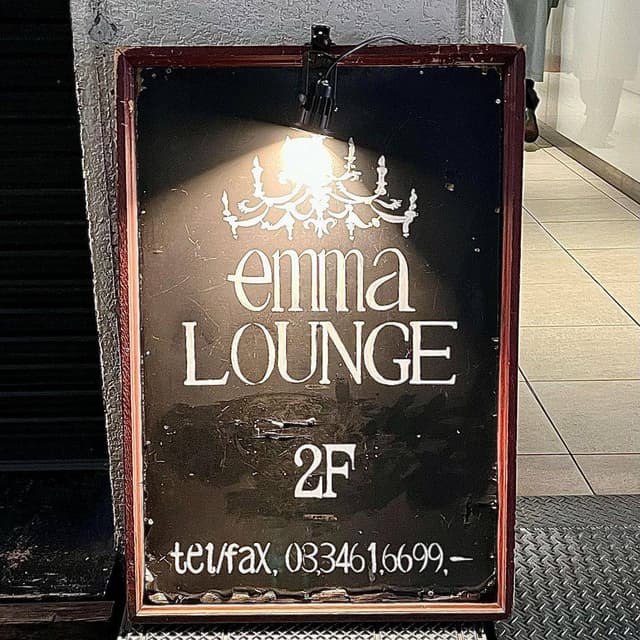 emma
LOUNGE
2F
tel/fax, 03,3461,6699,-